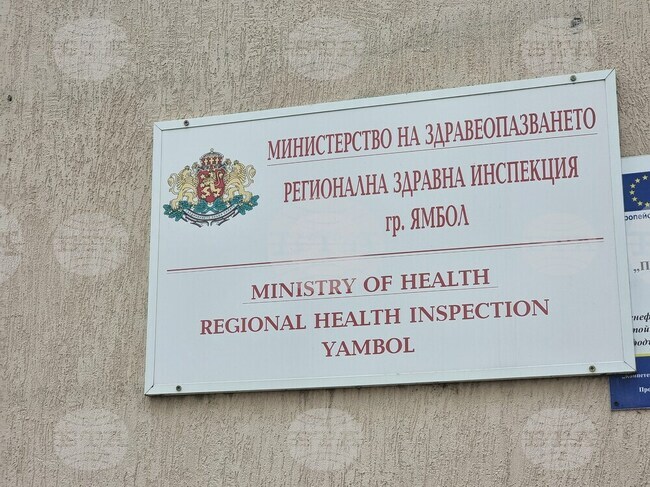 МИНИСТЕРСТВО НА ЗДРАВЕОПАЗВАНЕТО
РЕГИОНАЛНА ЗДРАВНА ИНСПЕКЦИЯ
гр. ЯМБОЛ
MINISTRY OF HEALTH
REGIONAL HEALTH INSPECTION
YAMBOL